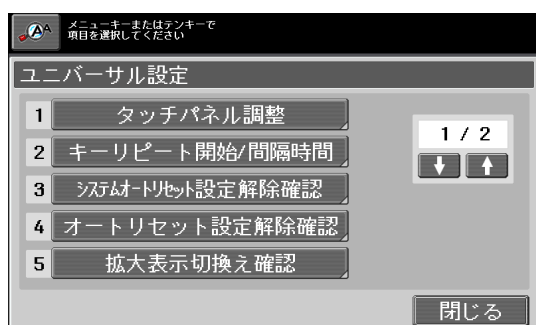 メニューキーまたはテンキーで
項目を選択してください
ユニバーサル設定
1 タッチパネル調整
2 キーリピート開始/間隔時間
3 ｼｽﾃﾑｵｰﾄﾘｾｯﾄ設定解除確認
4 オートリセット設定解除確認
5 拡大表示切換え確認
1 / 2
閉じる